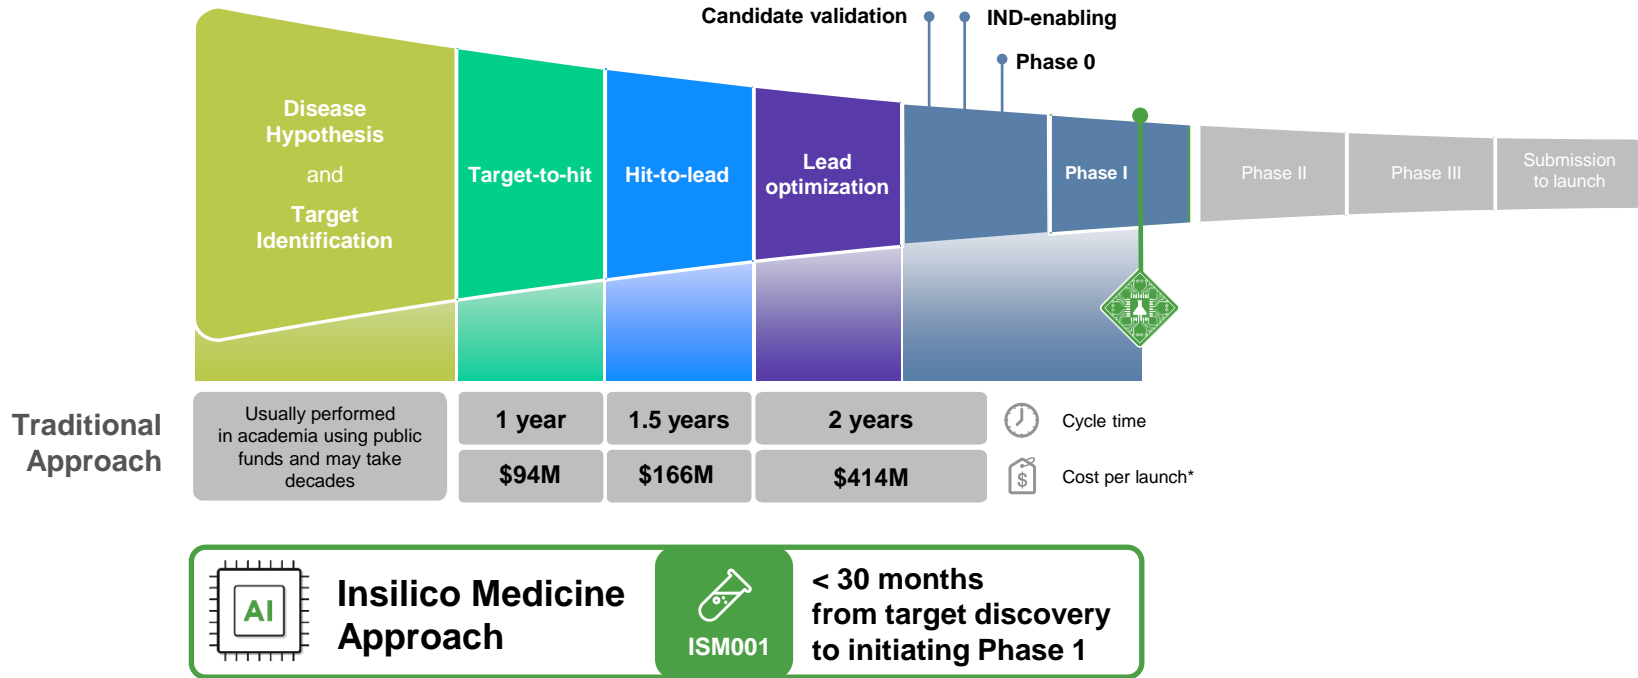 Candidate validation
IND-enabling
Phase 0
Disease
Hypothesis
and
Target
Identification
Target-to-hit
Hit-to-lead
Lead
optimization
Phase I
Phase II
Phase III
Submission
to launch
Traditional
Approach
Usually performed
in academia using public
funds and may take
decades
1 year
1.5 years
2 years
Cycle time
$94M
$166M
$414M
$
Cost per launch*
AI
Insilico Medicine
Approach
ISM001
< 30 months
from target discovery
to initiating Phase 1